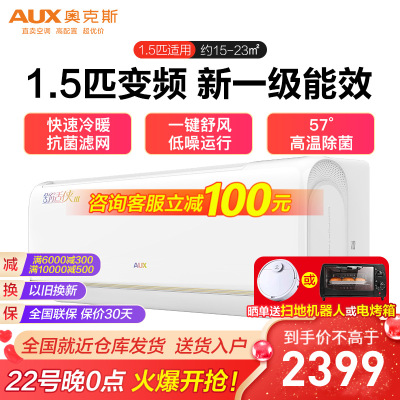 AUX奥克斯
直卖空调 高配置 超优价
1.5匹适用 约15-23㎡
1.5匹变频 新一级能效
快速冷暖
抗菌滤网
一键舒风
低噪运行
57°
高温除菌
舒适侠
咨询客服立减100元
AUX
减 满6000减300
满10000减500
换 以旧换新
保 全国联保 保价30天
或
晒单送扫地机器人或电烤箱
全国就近仓库发货 送货入户
22号晚0点 火爆开抢!
到手价不高于
2399